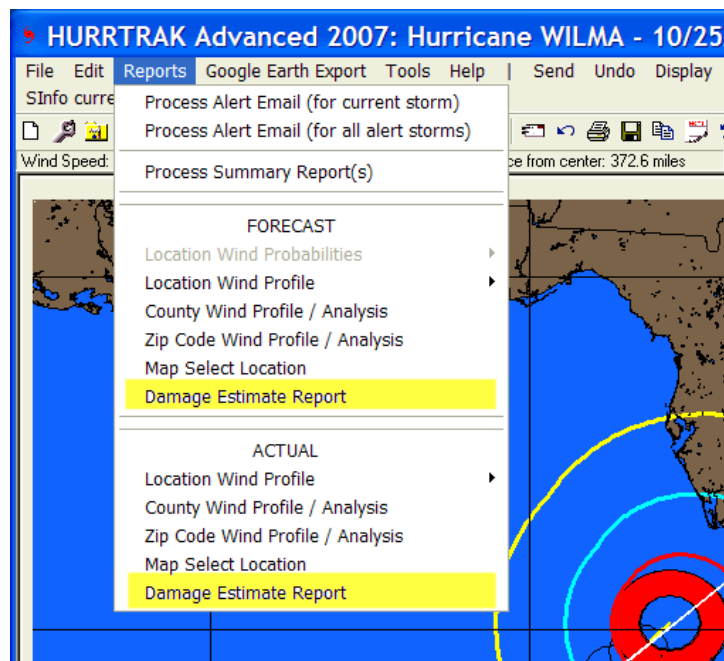 HURRTRAK Advanced 2007: Hurricane WILMA - 10/25
File Edit Reports Google Earth Export Tools Help | Send Undo Display
SInfo curre
Process Alert Email (for current storm)
Process Alert Email (for all alert storms)
Wind Speed: ce from center: 372.6 miles
Process Summary Report(s)
FORECAST
Location Wind Probabilities
Location Wind Profile
County Wind Profile / Analysis
Zip Code Wind Profile / Analysis
Map Select Location
Damage Estimate Report
ACTUAL
Location Wind Profile
County Wind Profile / Analysis
Zip Code Wind Profile / Analysis
Map Select Location
Damage Estimate Report